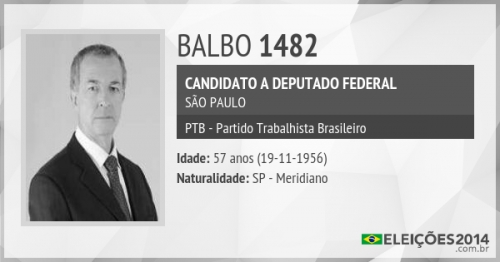 BALBO 1482
CANDIDATO A DEPUTADO FEDERAL
SÃO PAULO
PTB - Partido Trabalhista Brasileiro
Idade: 57 anos (19-11-1956)
Naturalidade: SP - Meridiano
ELEIÇÕES2014
.com.br